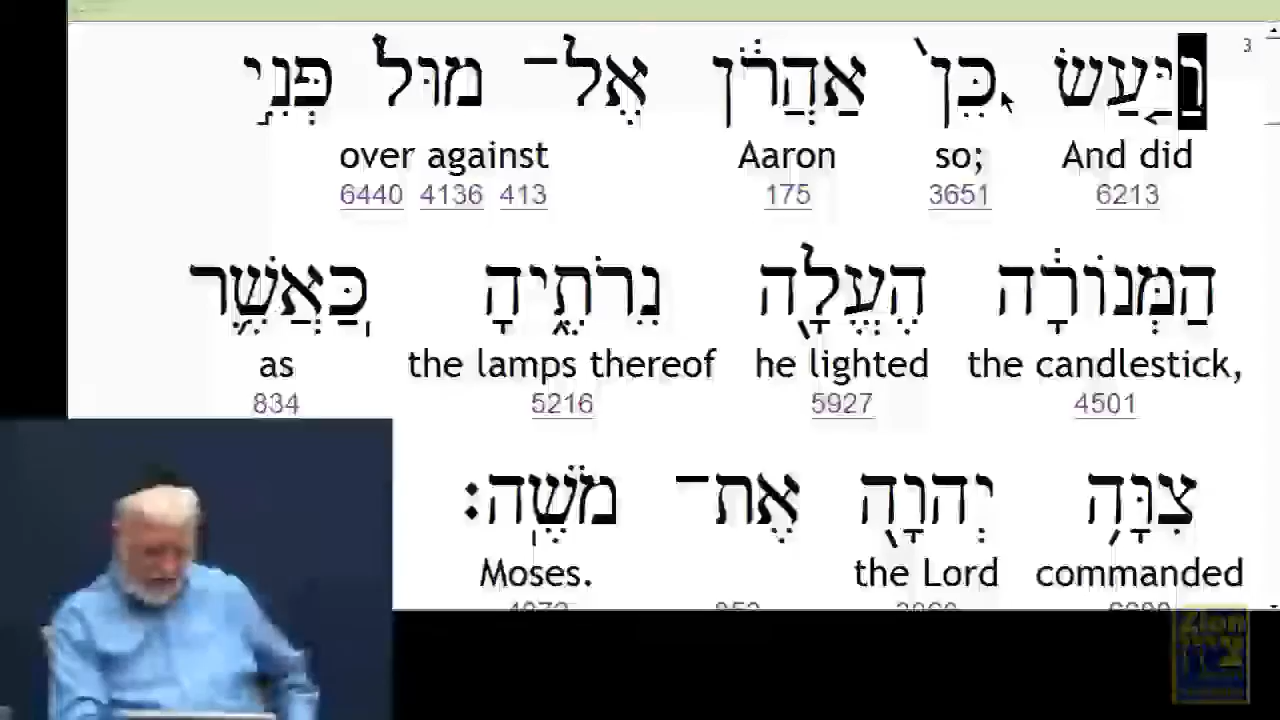 3
וַיַּ֤עַשׂ כֵּן֙ אַהֲרֹ֔ן אֶל־ מוּל֙ פְּנֵ֣י
And did so; Aaron over against
6213 3651 175 413 4136 6440
הַמְּנוֹרָ֔ה הֶעֱלָ֖ה נֵרֹתֶ֑יהָ כַּֽאֲשֶׁ֛ר
the candlestick, he lighted the lamps thereof as
4501 5927 5216 834
צִוָּ֥ה יְהוָ֖ה אֶת־ מֹשֶֽׁה׃
commanded the Lord Moses.
Zion